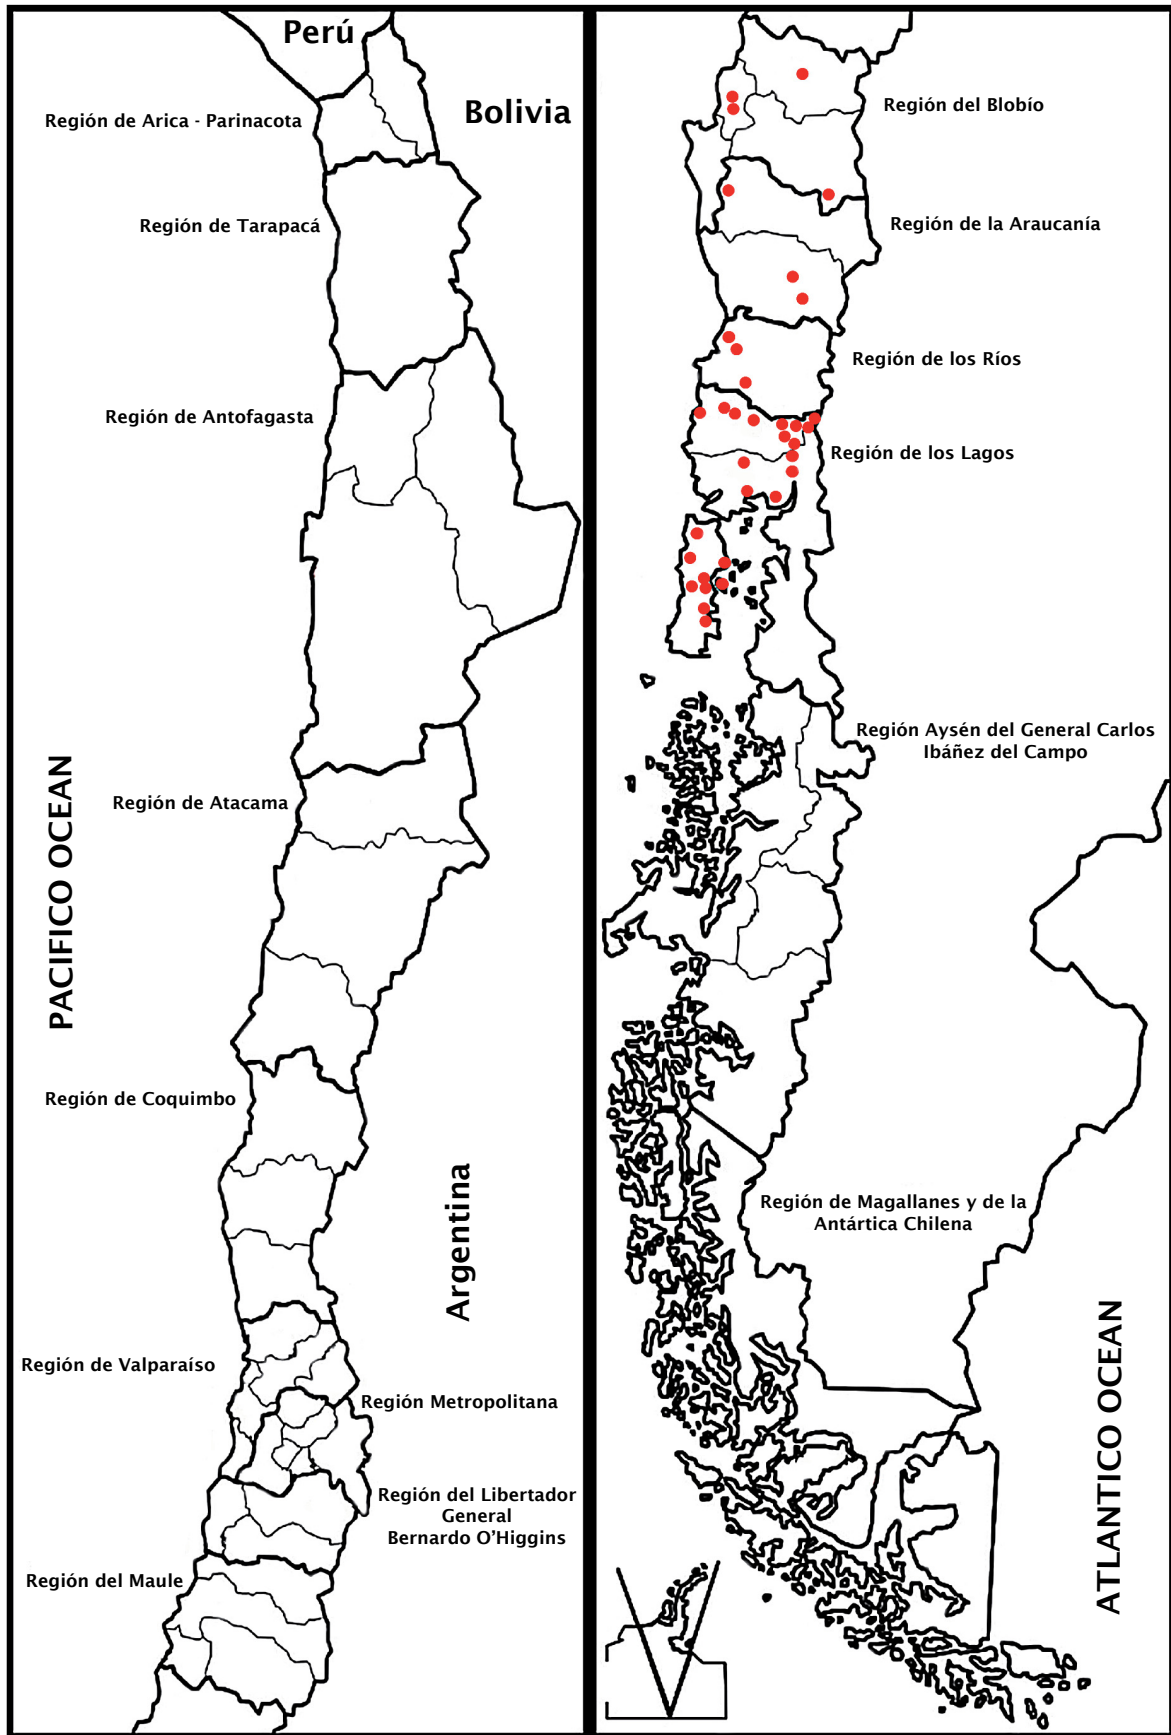 Perú
Bolivia
Región de Arica - Parinacota
Región de Tarapacá
Región de Antofagasta
PACIFICO OCEAN
Región de Atacama
Región de Coquimbo
Argentina
Región de Valparaíso
Región Metropolitana
Región del Libertador
General
Bernardo O'Higgins
Región del Maule
Región del Blobío
Región de la Araucanía
Región de los Ríos
Región de los Lagos
Región Aysén del General Carlos
Ibáñez del Campo
Región de Magallanes y de la
Antártica Chilena
ATLANTICO OCEAN